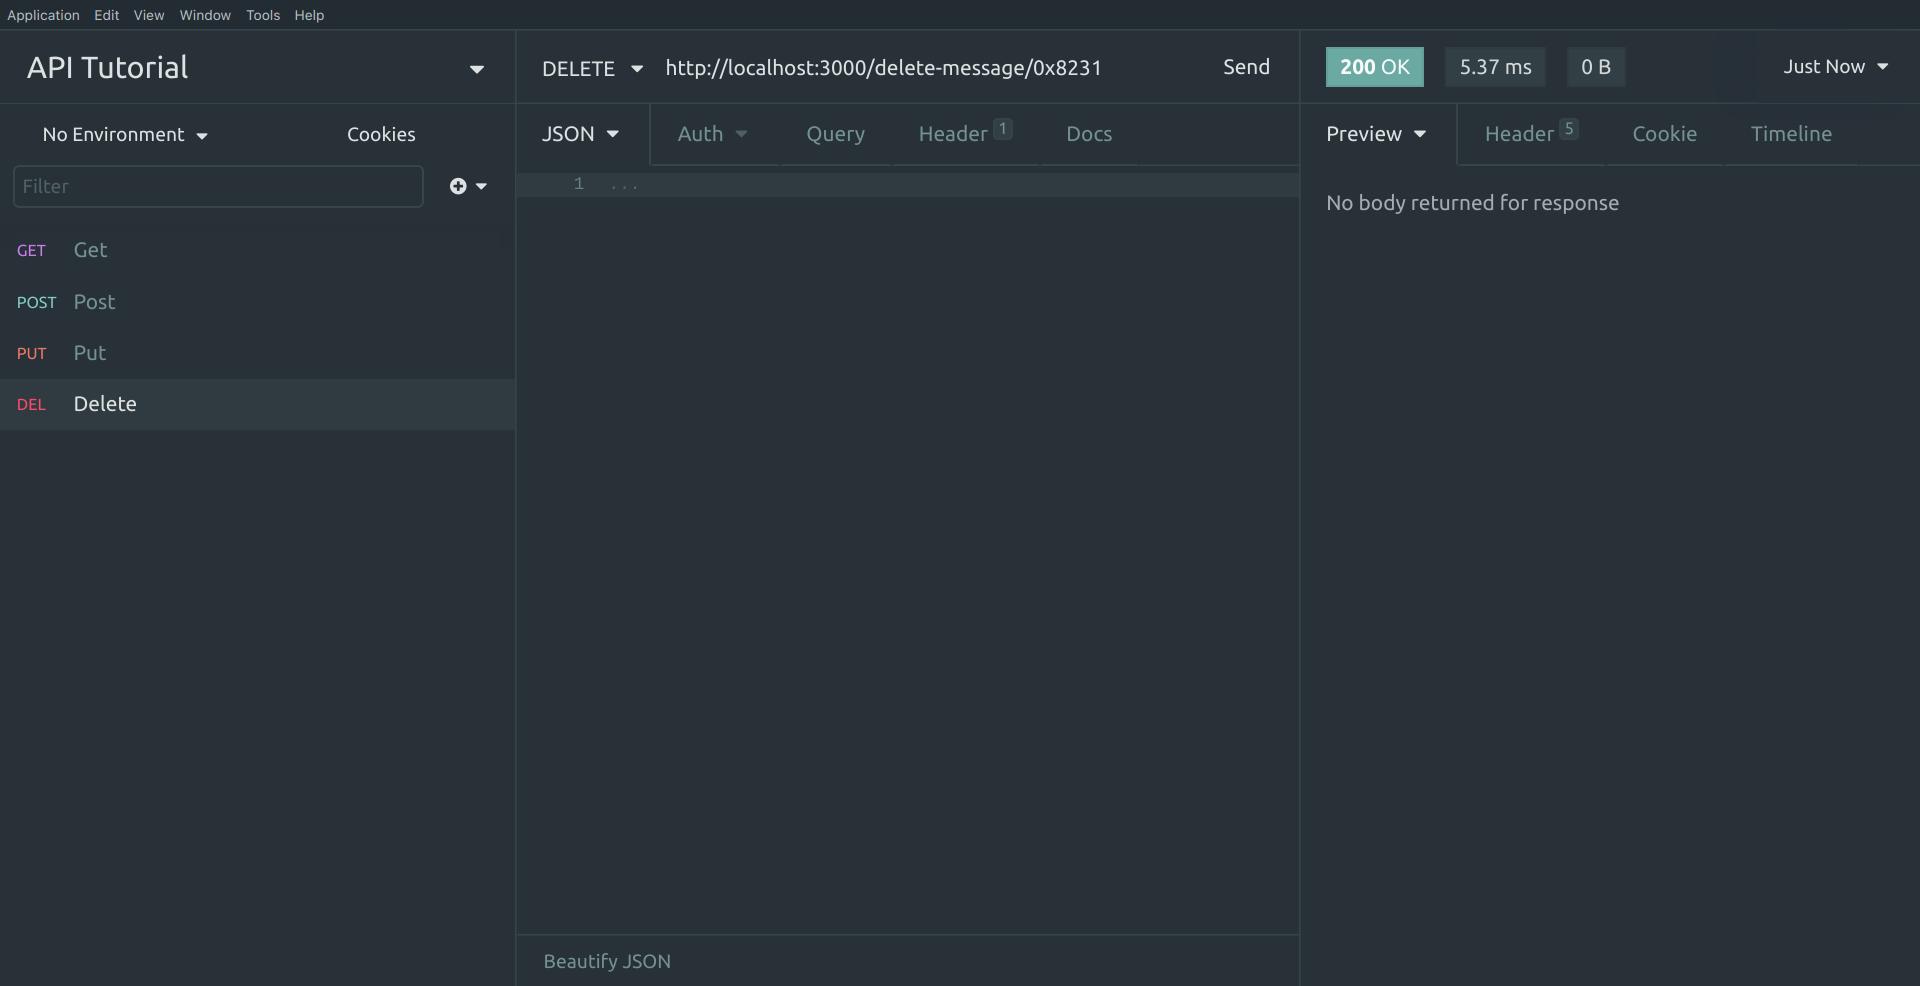 Application Edit View Window Tools Help
API Tutorial
DELETE http://localhost:3000/delete-message/0x8231 Send
200 OK 5.37 ms 0 B Just Now
No Environment Cookies
JSON Auth Query Header 1 Docs
Preview Header 5 Cookie Timeline
Filter
1 ...
No body returned for response
GET Get
POST Post
PUT Put
DEL Delete
Beautify JSON